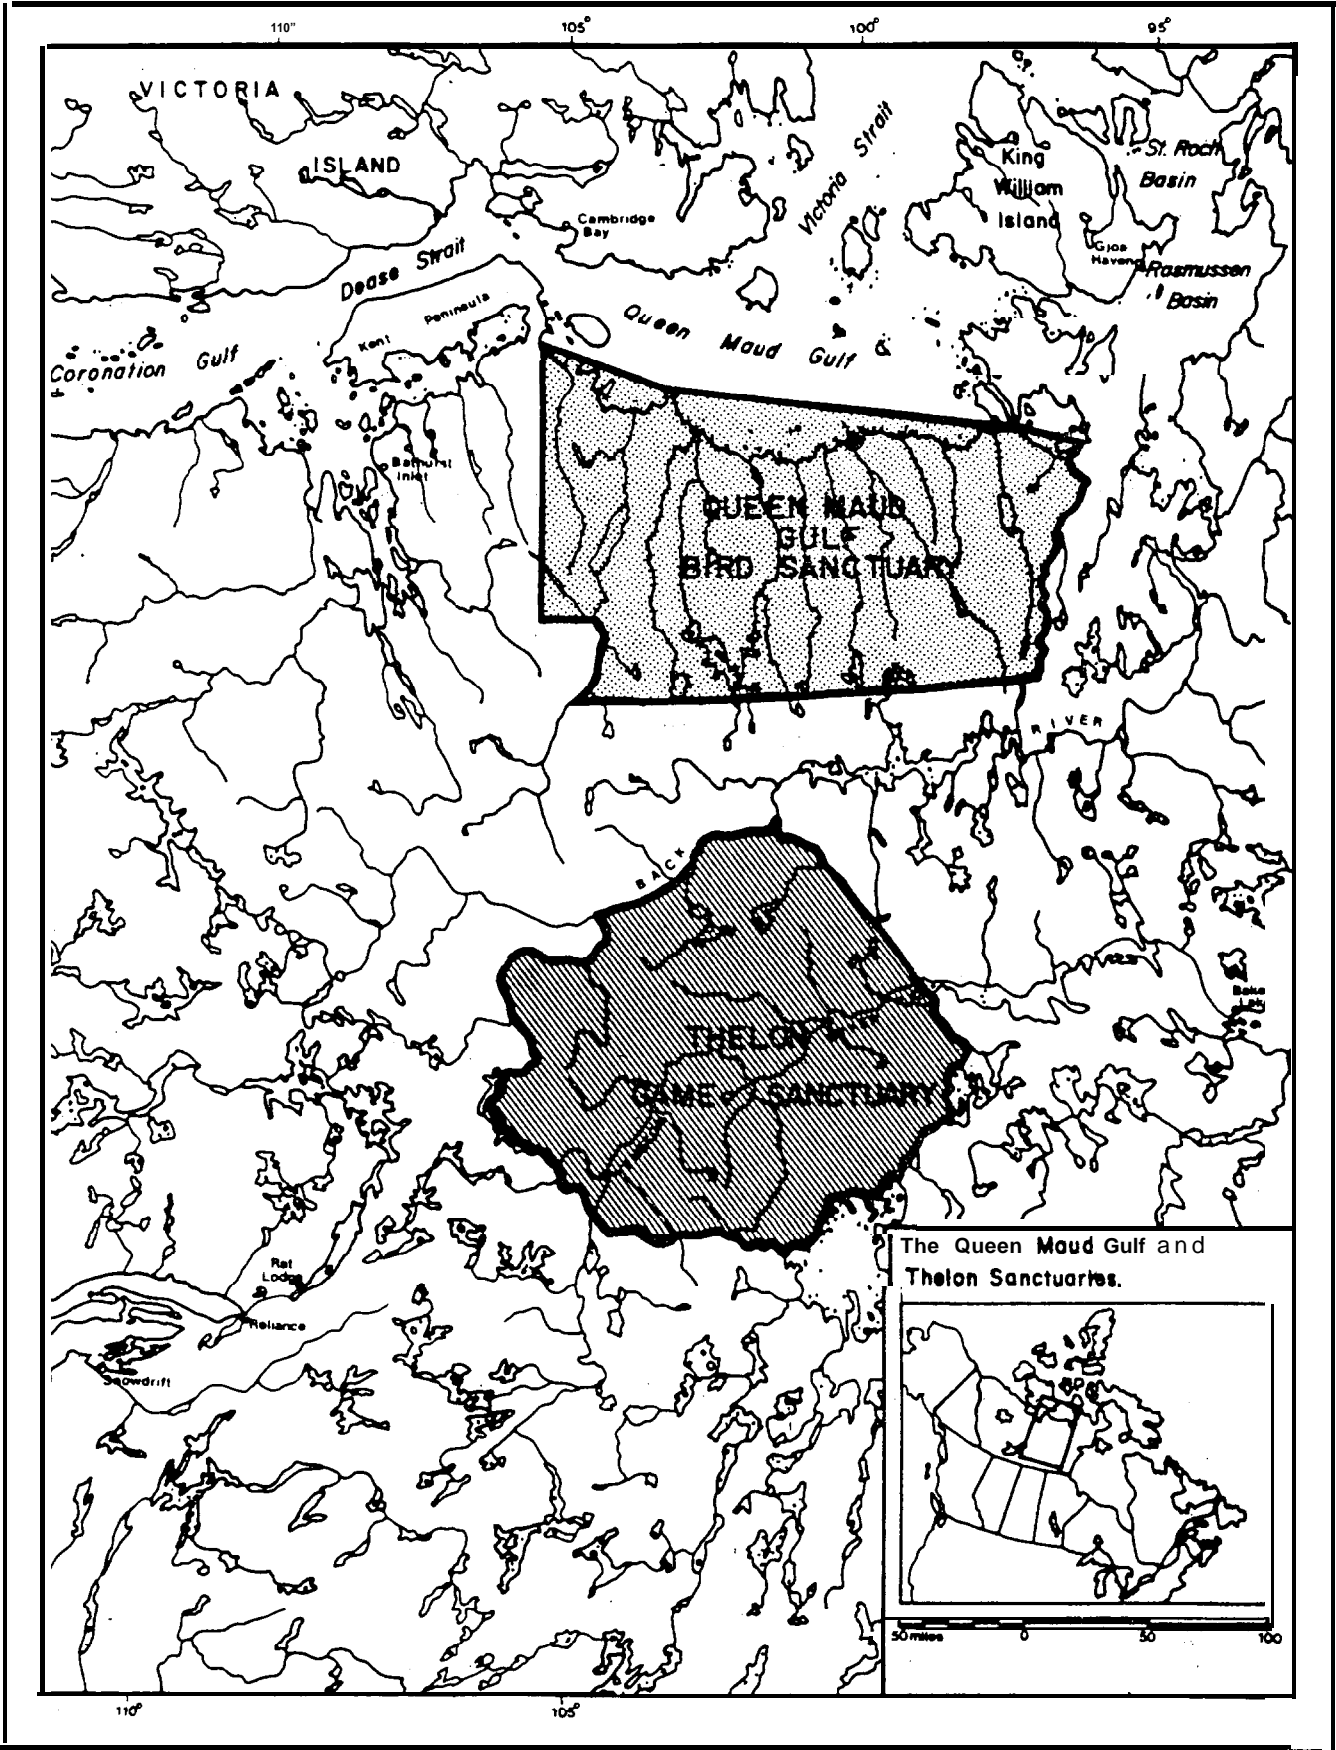 110°
105°
100°
95°
VICTORIA
ISLAND
Cambridge
Bay
Victoria Strait
King
William
Island
St. Roch
Basin
Gjoa
Haven
Rasmussen
Basin
Dease Strait
Kent Peninsula
Queen Maud Gulf
Coronation Gulf
Bathurst
Inlet
QUEEN MAUD
GULF
BIRD SANCTUARY
RIVER
BACK
Bake
Lak
THELON
GAME SANCTUARY
Rat
Lodge
Reliance
Snowdrift
The Queen Maud Gulf and
Thelon Sanctuaries.
50 miles 0 50 100
110°
105°